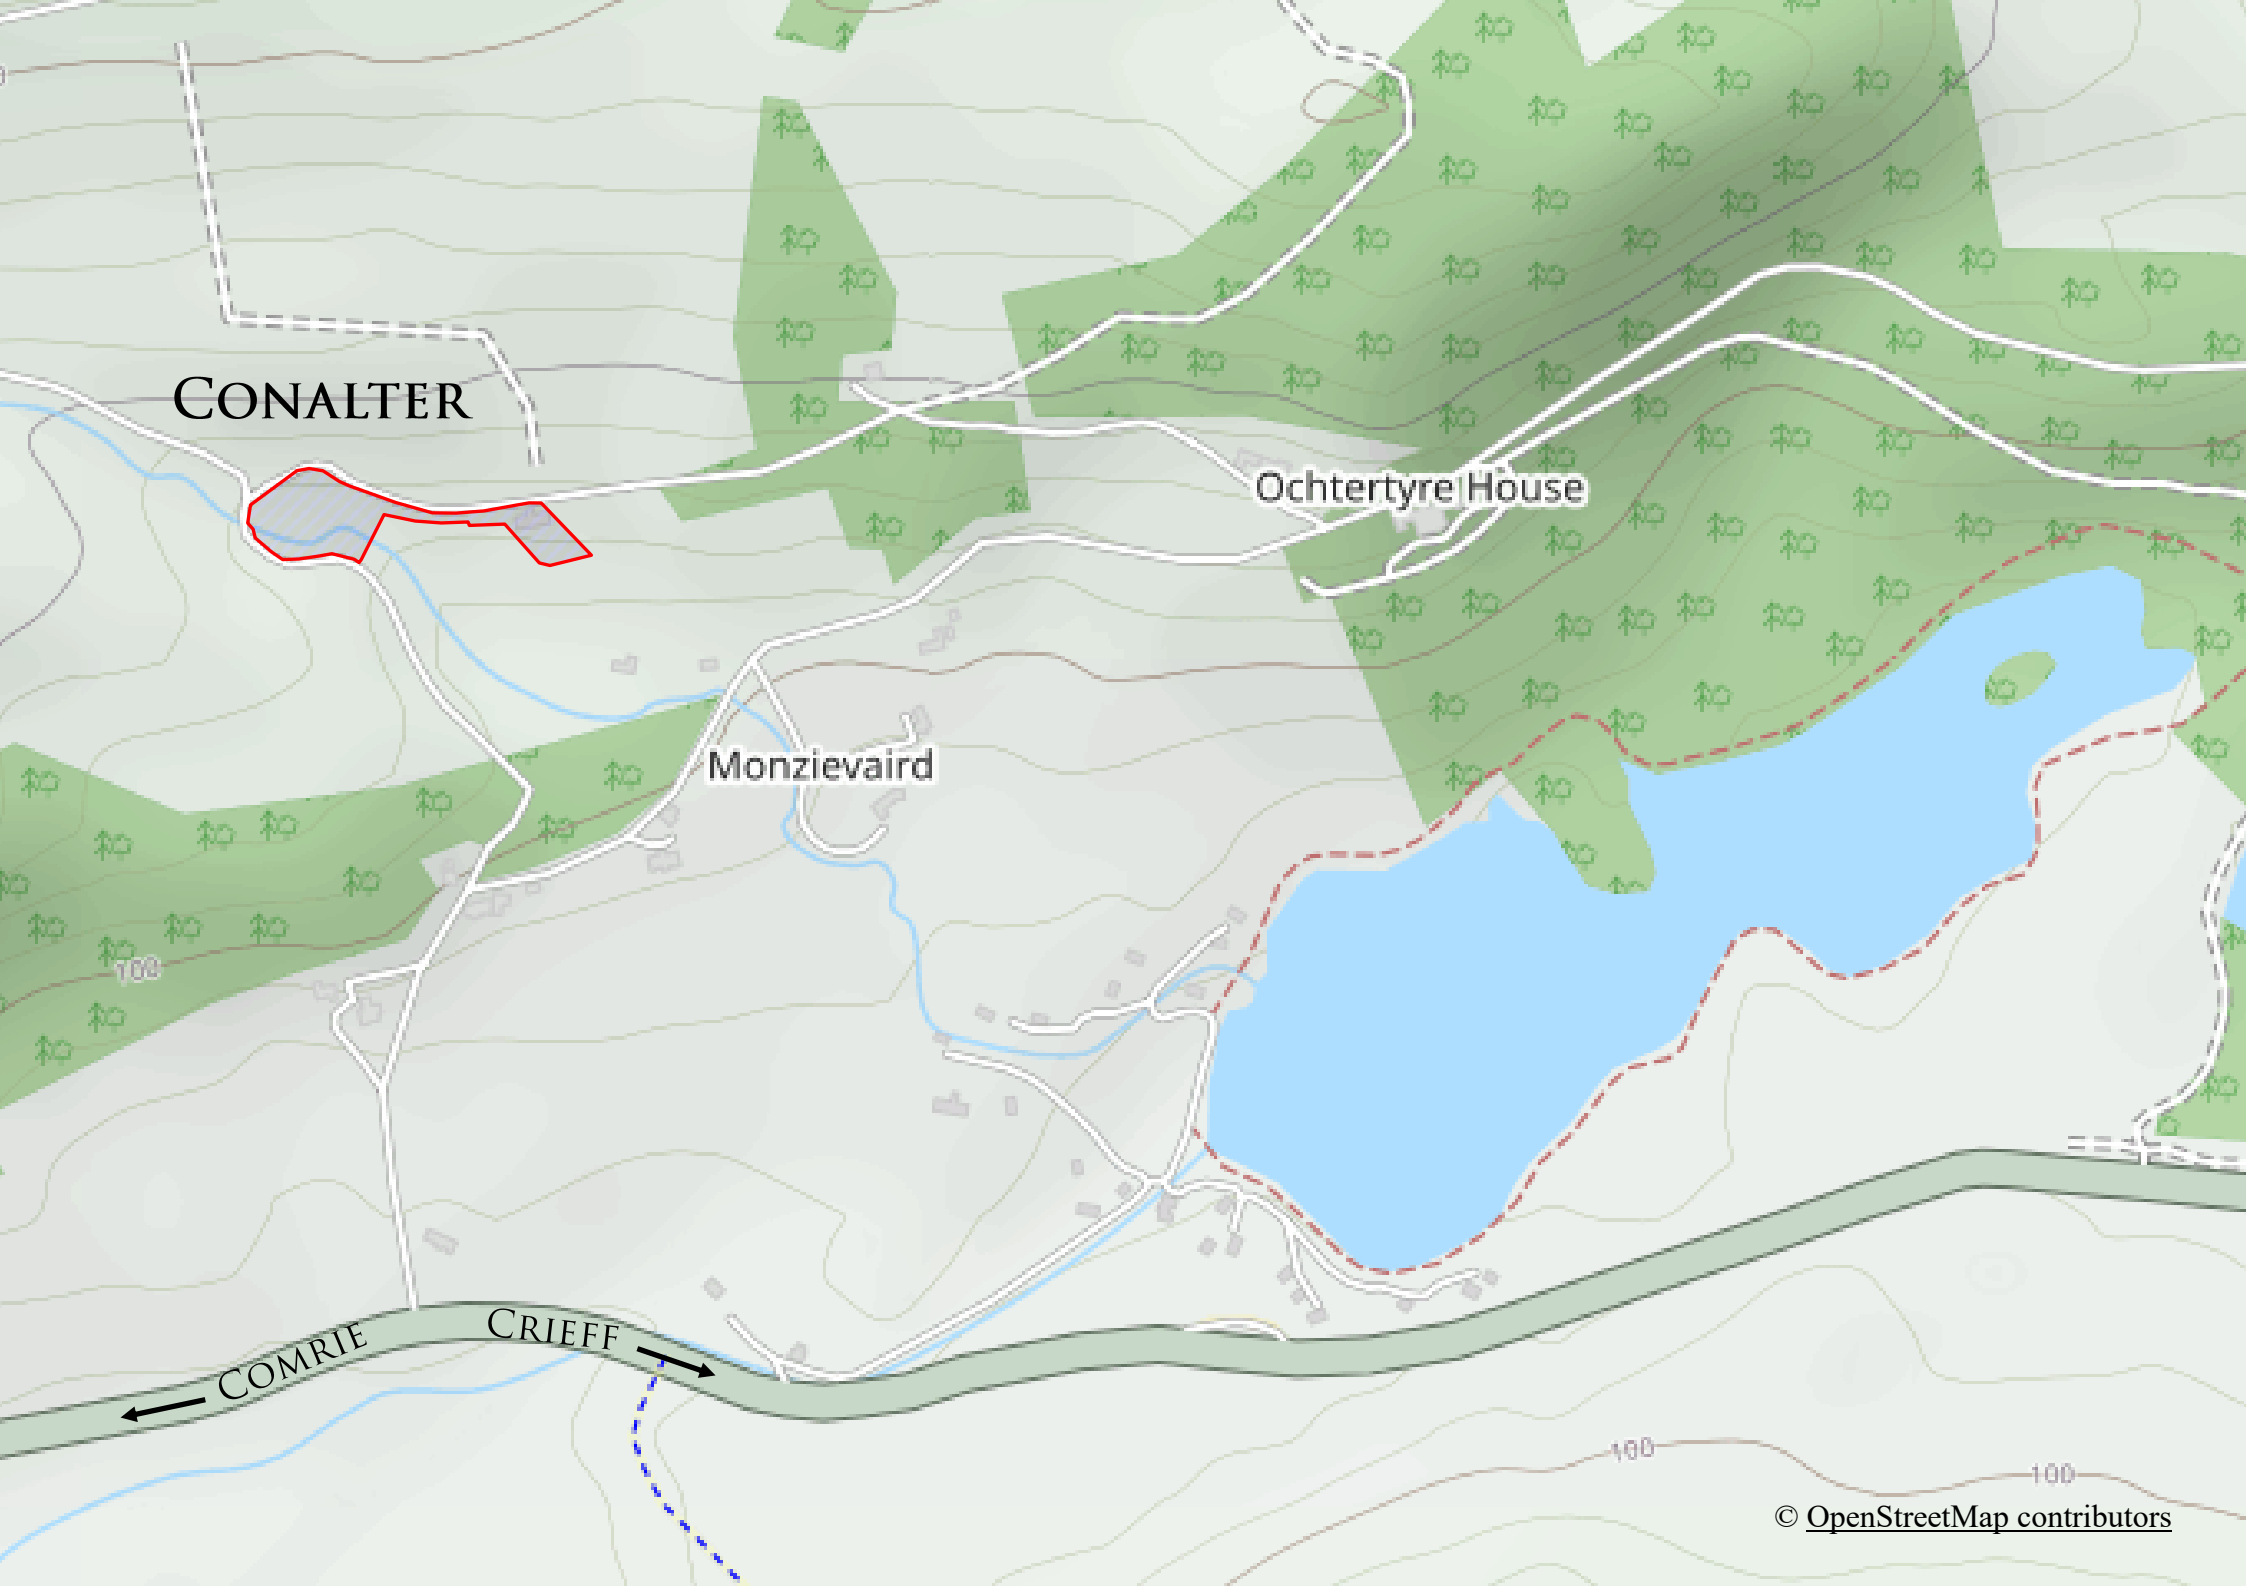 CONALTER
Ochtertyre House
Monzievaird
100
COMRIE
CRIEFF
100
100
© OpenStreetMap contributors